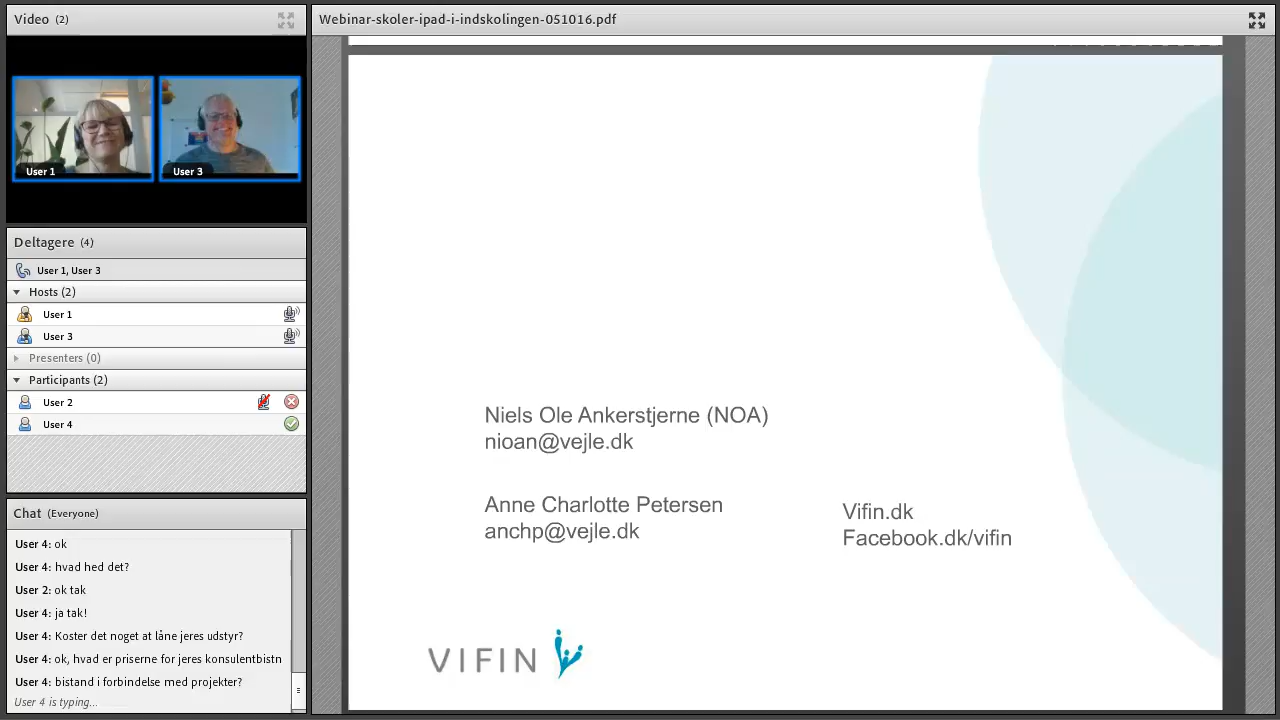 Video (2)
User 1
User 3
Deltagere (4)
User 1, User 3
Hosts (2)
User 1
User 3
Presenters (0)
Participants (2)
User 2
User 4
Chat (Everyone)
User 4: ok
User 4: hvad hed det?
User 2: ok tak
User 4: ja tak!
User 4: Koster det noget at låne jeres udstyr?
User 4: ok, hvad er priserne for jeres konsulentbistn
User 4: bistand i forbindelse med projekter?
User 4 is typing...
Webinar-skoler-ipad-i-indskolingen-051016.pdf
Niels Ole Ankerstjerne (NOA)
nioan@vejle.dk
Anne Charlotte Petersen
anchp@vejle.dk
Vifin.dk
Facebook.dk/vifin
VIFIN